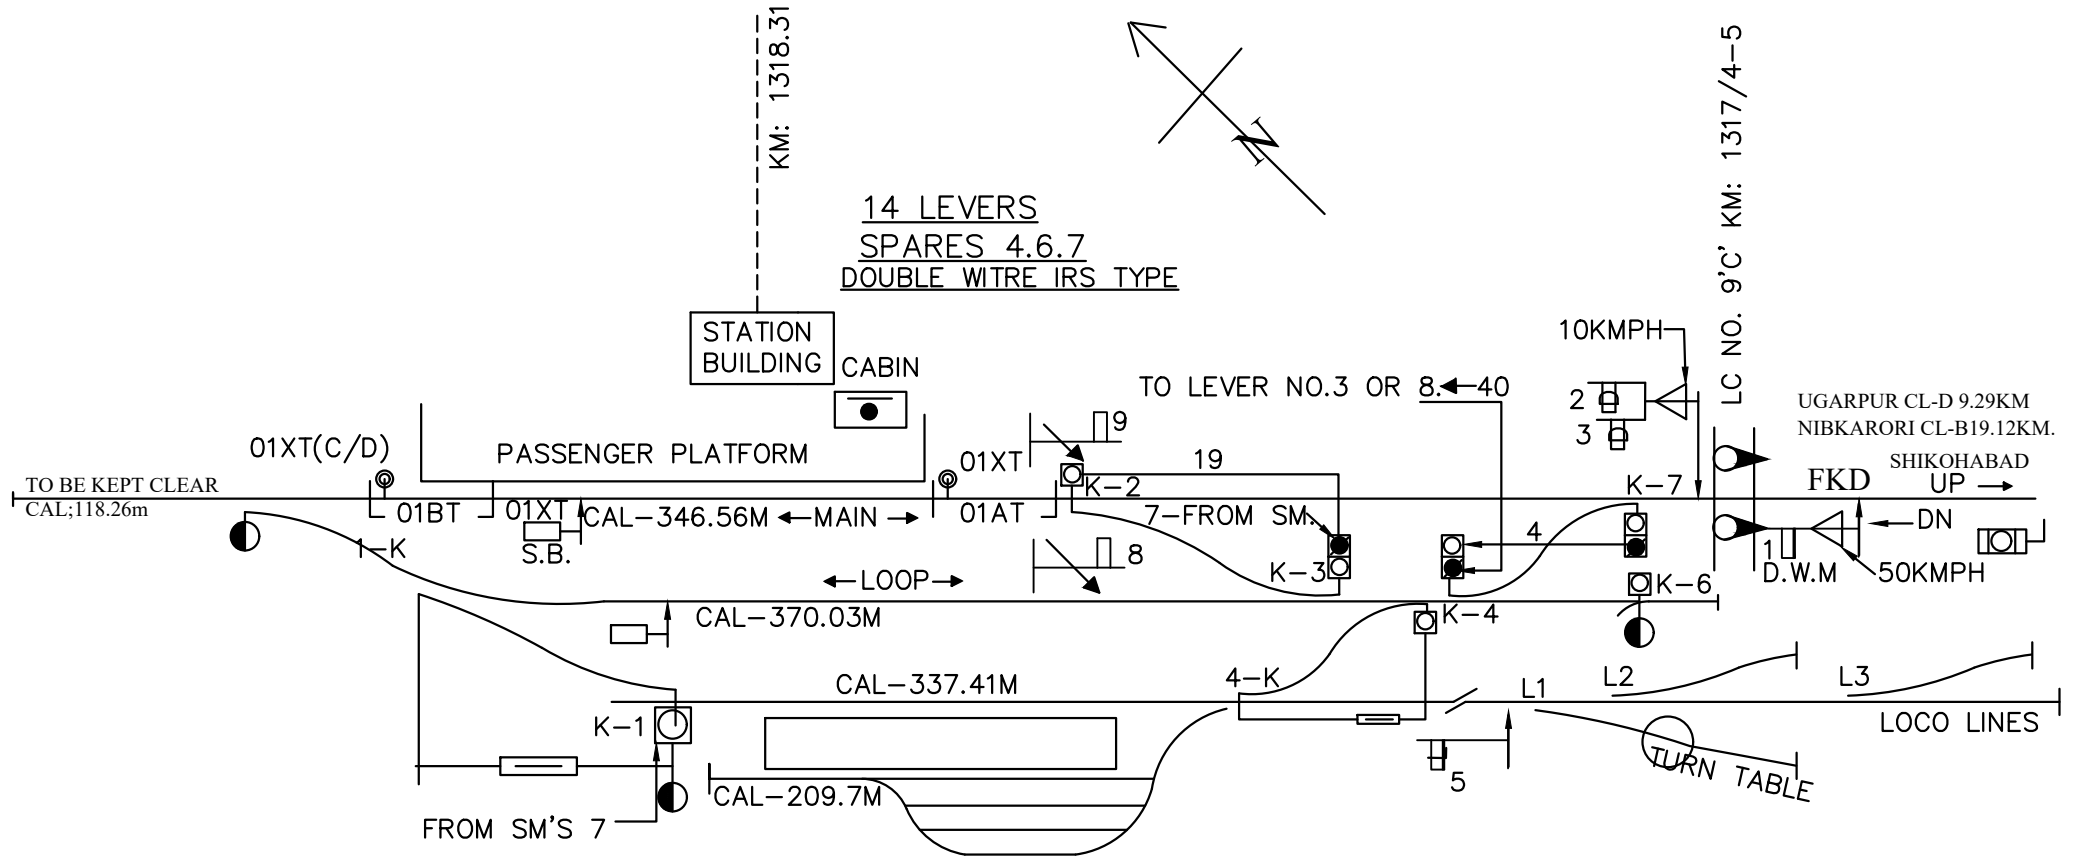 KM: 1318.31
N
LC NO. 9'C' KM: 1317/4-5
14 LEVERS
SPARES 4.6.7
DOUBLE WITRE IRS TYPE
STATION
BUILDING
CABIN
TO LEVER NO.3 OR 8.
40
10KMPH
2
3
UGARPUR CL-D 9.29KM
NIBKARORI CL-B19.12KM.
SHIKOHABAD
FKD
UP
DN
01XT(C/D)
PASSENGER PLATFORM
01XT
9
19
K-2
K-7
TO BE KEPT CLEAR
CAL;118.26m
01BT
01XT
CAL-346.56M
MAIN
01AT
7-FROM SM.
4
1-K
S.B.
8
K-3
K-6
1
D.W.M
50KMPH
LOOP
CAL-370.03M
K-4
CAL-337.41M
4-K
L1
L2
L3
K-1
LOCO LINES
TURN TABLE
5
CAL-209.7M
FROM SM'S 7